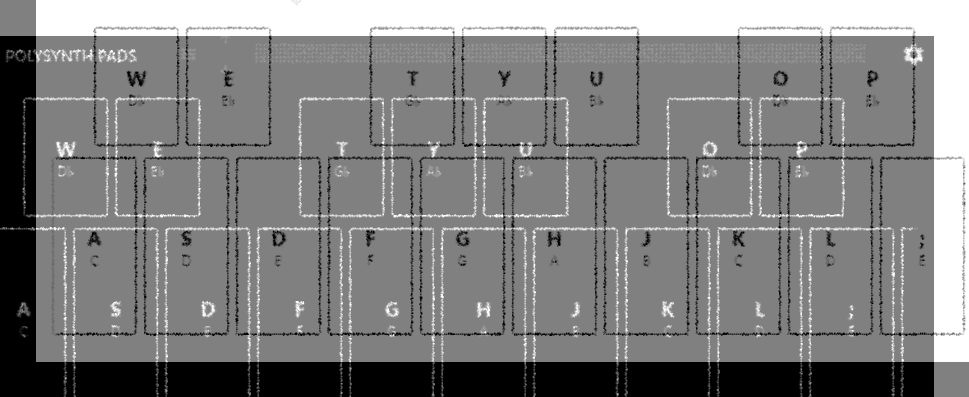 POLYSYNTH PADS
W E T Y U O P
D♭ E♭ G♭ A♭ B♭ D♭ E♭
W E T Y U O P
D♭ E♭ G♭ A♭ B♭ D♭ E♭
A S D F G H J K L ;
C D E F G A B C D E
A S D F G H J K L ;
C D E F G A B C D E